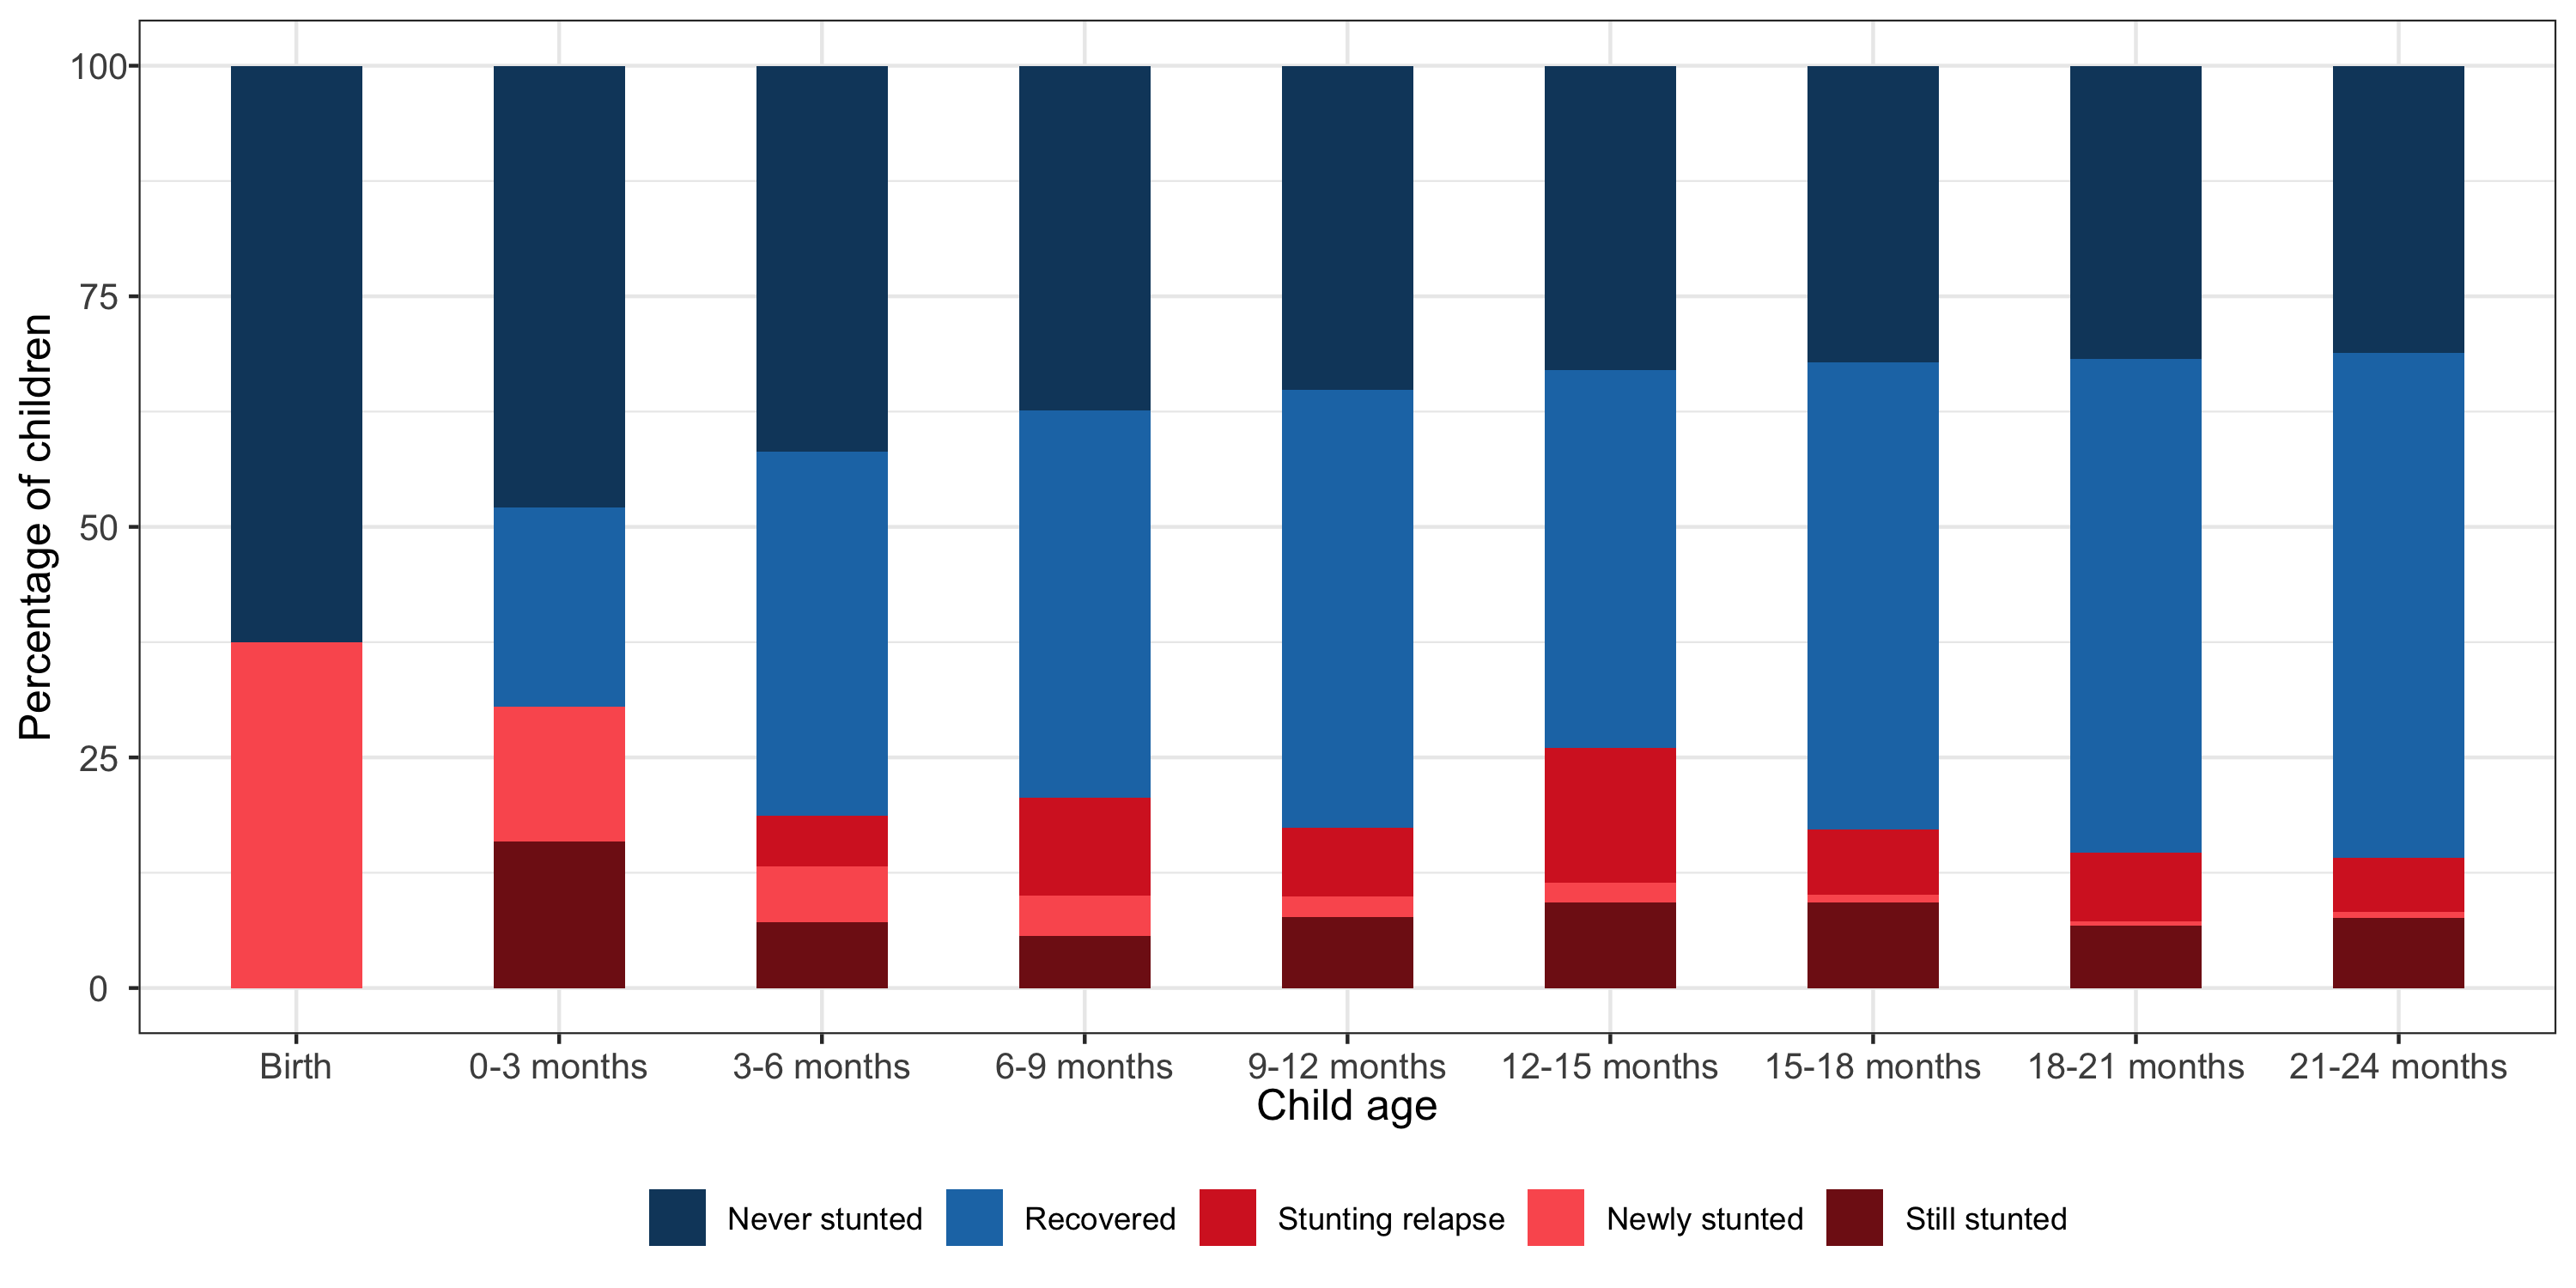 Percentage of children
100
75
50
25
0
Birth 0-3 months 3-6 months 6-9 months 9-12 months 12-15 months 15-18 months 18-21 months 21-24 months
Child age
Never stunted Recovered Stunting relapse Newly stunted Still stunted